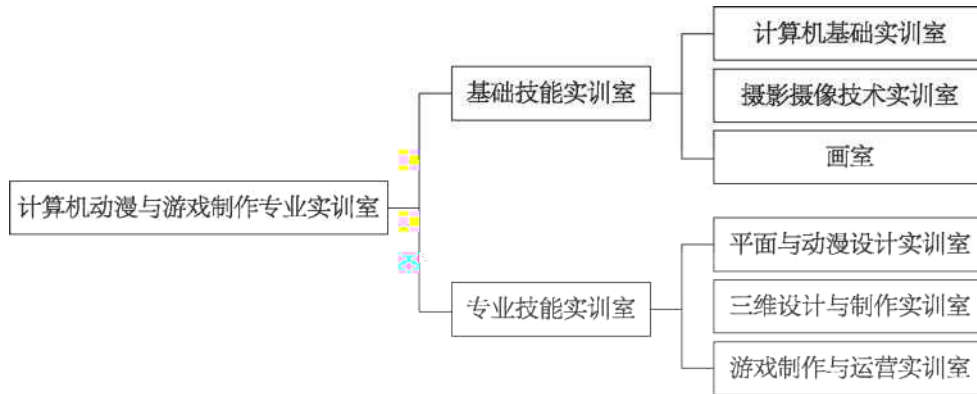 计算机基础实训室
基础技能实训室
摄影摄像技术实训室
画室
计算机动漫与游戏制作专业实训室
平面与动漫设计实训室
专业技能实训室
三维设计与制作实训室
游戏制作与运营实训室